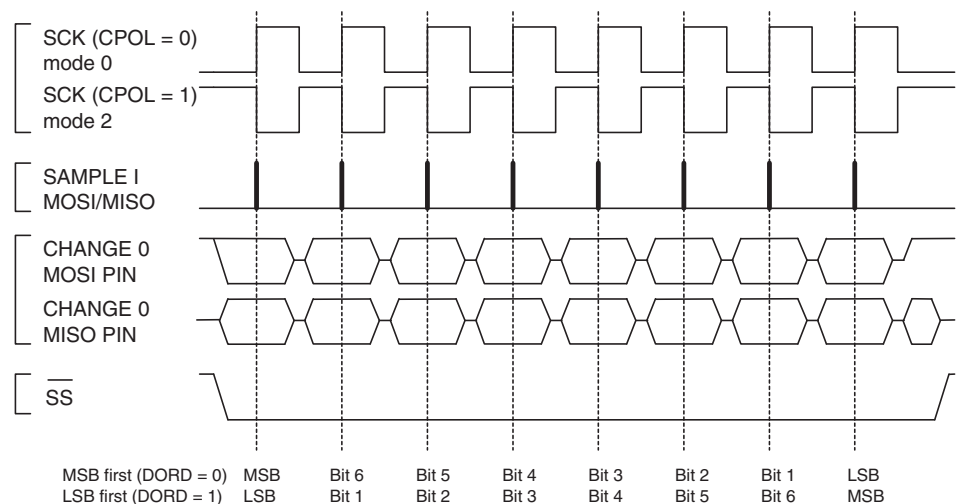 SCK (CPOL = 0)
mode 0
SCK (CPOL = 1)
mode 2
SAMPLE I
MOSI/MISO
CHANGE 0
MOSI PIN
CHANGE 0
MISO PIN
SS
MSB first (DORD = 0) MSB Bit 6 Bit 5 Bit 4 Bit 3 Bit 2 Bit 1 LSB
LSB first (DORD = 1) LSB Bit 1 Bit 2 Bit 3 Bit 4 Bit 5 Bit 6 MSB